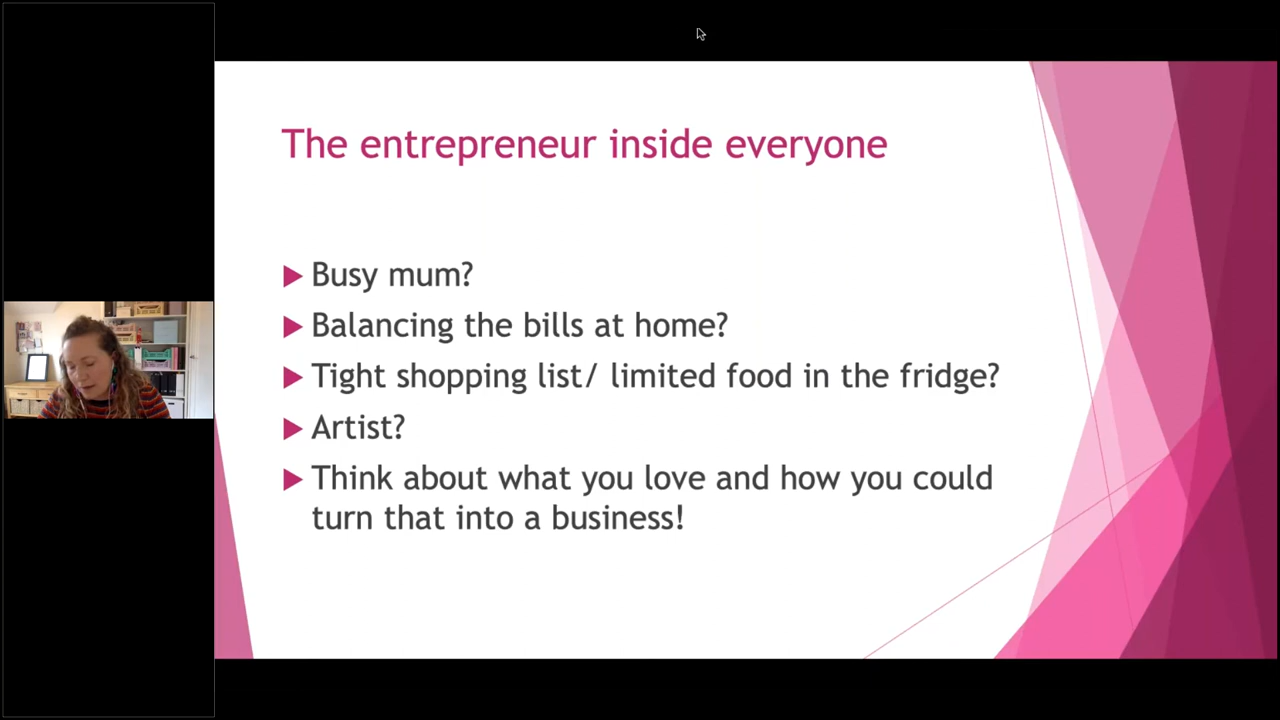 The entrepreneur inside everyone
Busy mum?
Balancing the bills at home?
Tight shopping list/ limited food in the fridge?
Artist?
Think about what you love and how you could
turn that into a business!